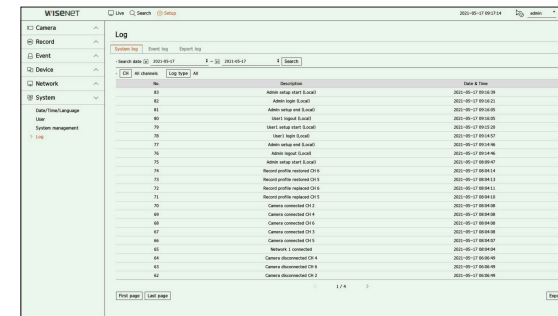 WISENET
Live Search Setup 2021-05-17 09:17:14 admin
Camera
Record
Event
Device
Network
System
Date/Time/Language
User
System management
Log
Log
System log Event log Export log
Search date 2021-05-17 ~ 2021-05-17 Search
CH All channels Log type All
No. Description Date & Time
83 Admin setup start (Local) 2021-05-17 09:16:39
82 Admin login (Local) 2021-05-17 09:16:21
81 Admin setup end (Local) 2021-05-17 09:16:05
80 User1 logout (Local) 2021-05-17 09:16:05
79 User1 setup start (Local) 2021-05-17 09:15:20
78 User1 login (Local) 2021-05-17 09:14:57
77 Admin setup end (Local) 2021-05-17 09:14:46
76 Admin logout (Local) 2021-05-17 09:14:46
75 Admin setup start (Local) 2021-05-17 08:09:47
74 Record profile restored CH 6 2021-05-17 08:04:14
73 Record profile restored CH 5 2021-05-17 08:04:13
72 Record profile replaced CH 6 2021-05-17 08:04:11
71 Record profile replaced CH 5 2021-05-17 08:04:10
70 Camera connected CH 2 2021-05-17 08:04:08
69 Camera connected CH 4 2021-05-17 08:04:08
68 Camera connected CH 6 2021-05-17 08:04:08
67 Camera connected CH 3 2021-05-17 08:04:08
66 Camera connected CH 5 2021-05-17 08:04:07
65 Network 1 connected 2021-05-17 08:04:04
64 Camera disconnected CH 4 2021-05-17 06:06:49
63 Camera disconnected CH 6 2021-05-17 06:06:49
62 Camera disconnected CH 2 2021-05-17 06:06:49
1 / 4
First page Last page Expo